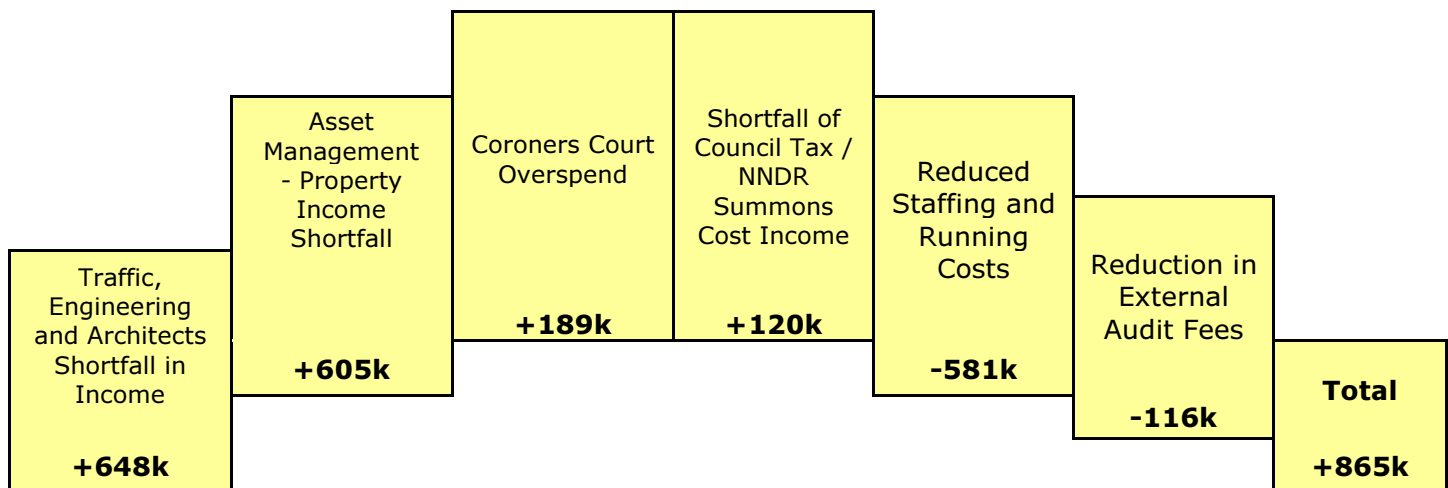 Traffic,
Engineering
and Architects
Shortfall in
Income
+648k
Asset
Management
- Property
Income
Shortfall
+605k
Coroners Court
Overspend
+189k
Shortfall of
Council Tax /
NNDR
Summons
Cost Income
+120k
Reduced
Staffing and
Running
Costs
-581k
Reduction in
External
Audit Fees
-116k
Total
+865k